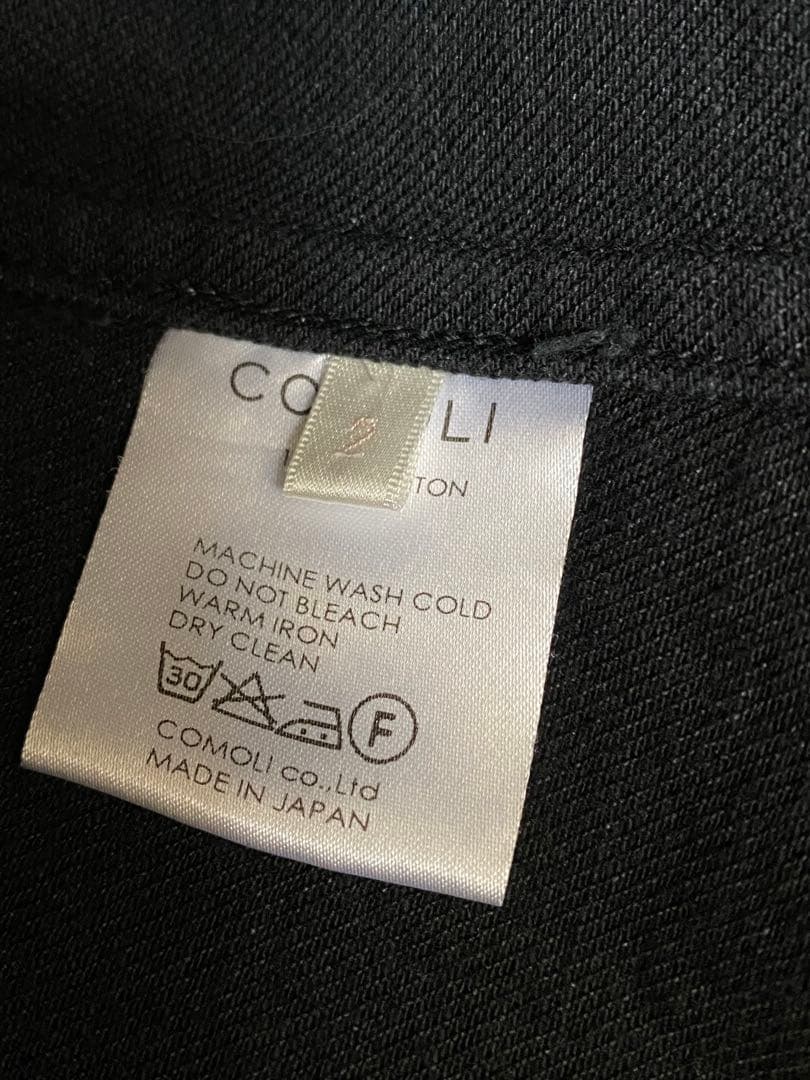 CO LI
2
TON
MACHINE WASH COLD
DO NOT BLEACH
WARM IRON
DRY CLEAN
30
F
COMOLI co.,Ltd
MADE IN JAPAN